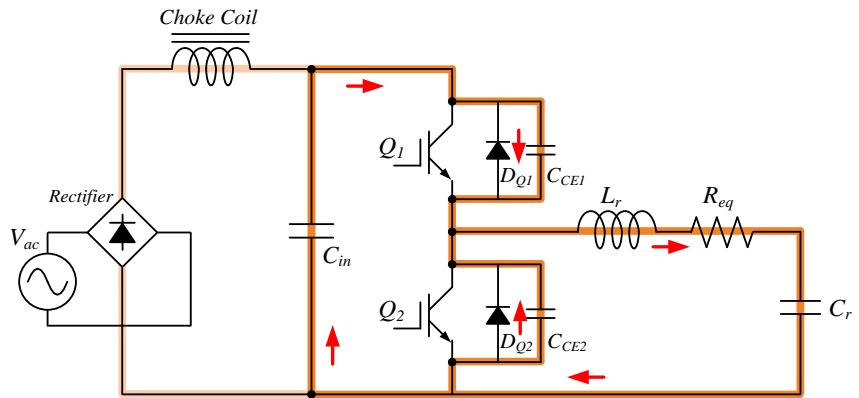 Choke Coil
Q1
DQ1
CCE1
Rectifier
Lr
Req
Vac
Cin
Q2
DQ2
CCE2
Cr